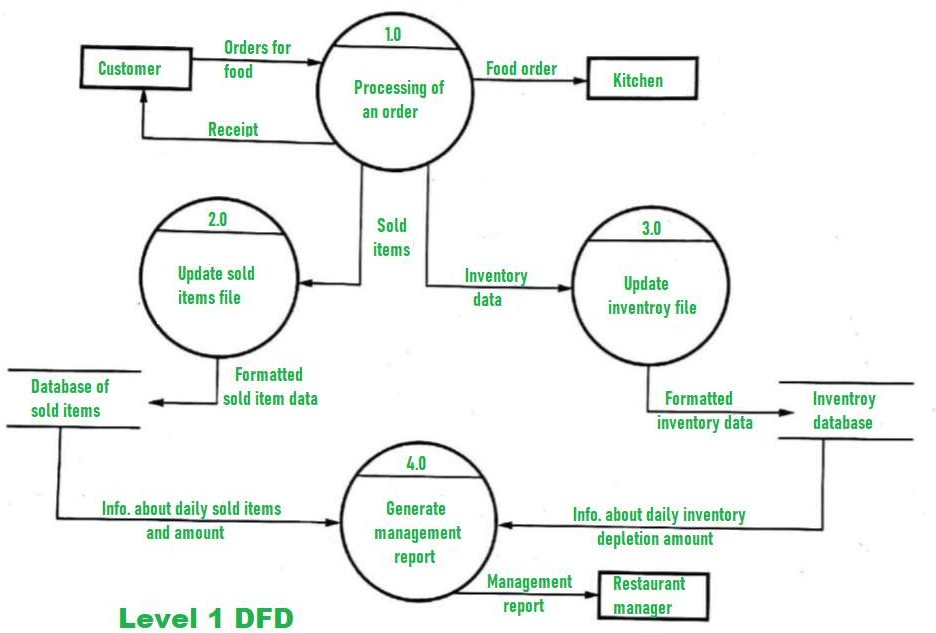 1.0
Orders for
food
Customer
Processing of
an order
Food order
Kitchen
Receipt
2.0
Sold
items
3.0
Update sold
items file
Inventory
data
Update
inventroy file
Formatted
sold item data
Database of
sold items
Formatted
inventory data
Inventroy
database
4.0
Info. about daily sold items
and amount
Generate
management
report
Info. about daily inventory
depletion amount
Management
report
Restaurant
manager
Level 1 DFD